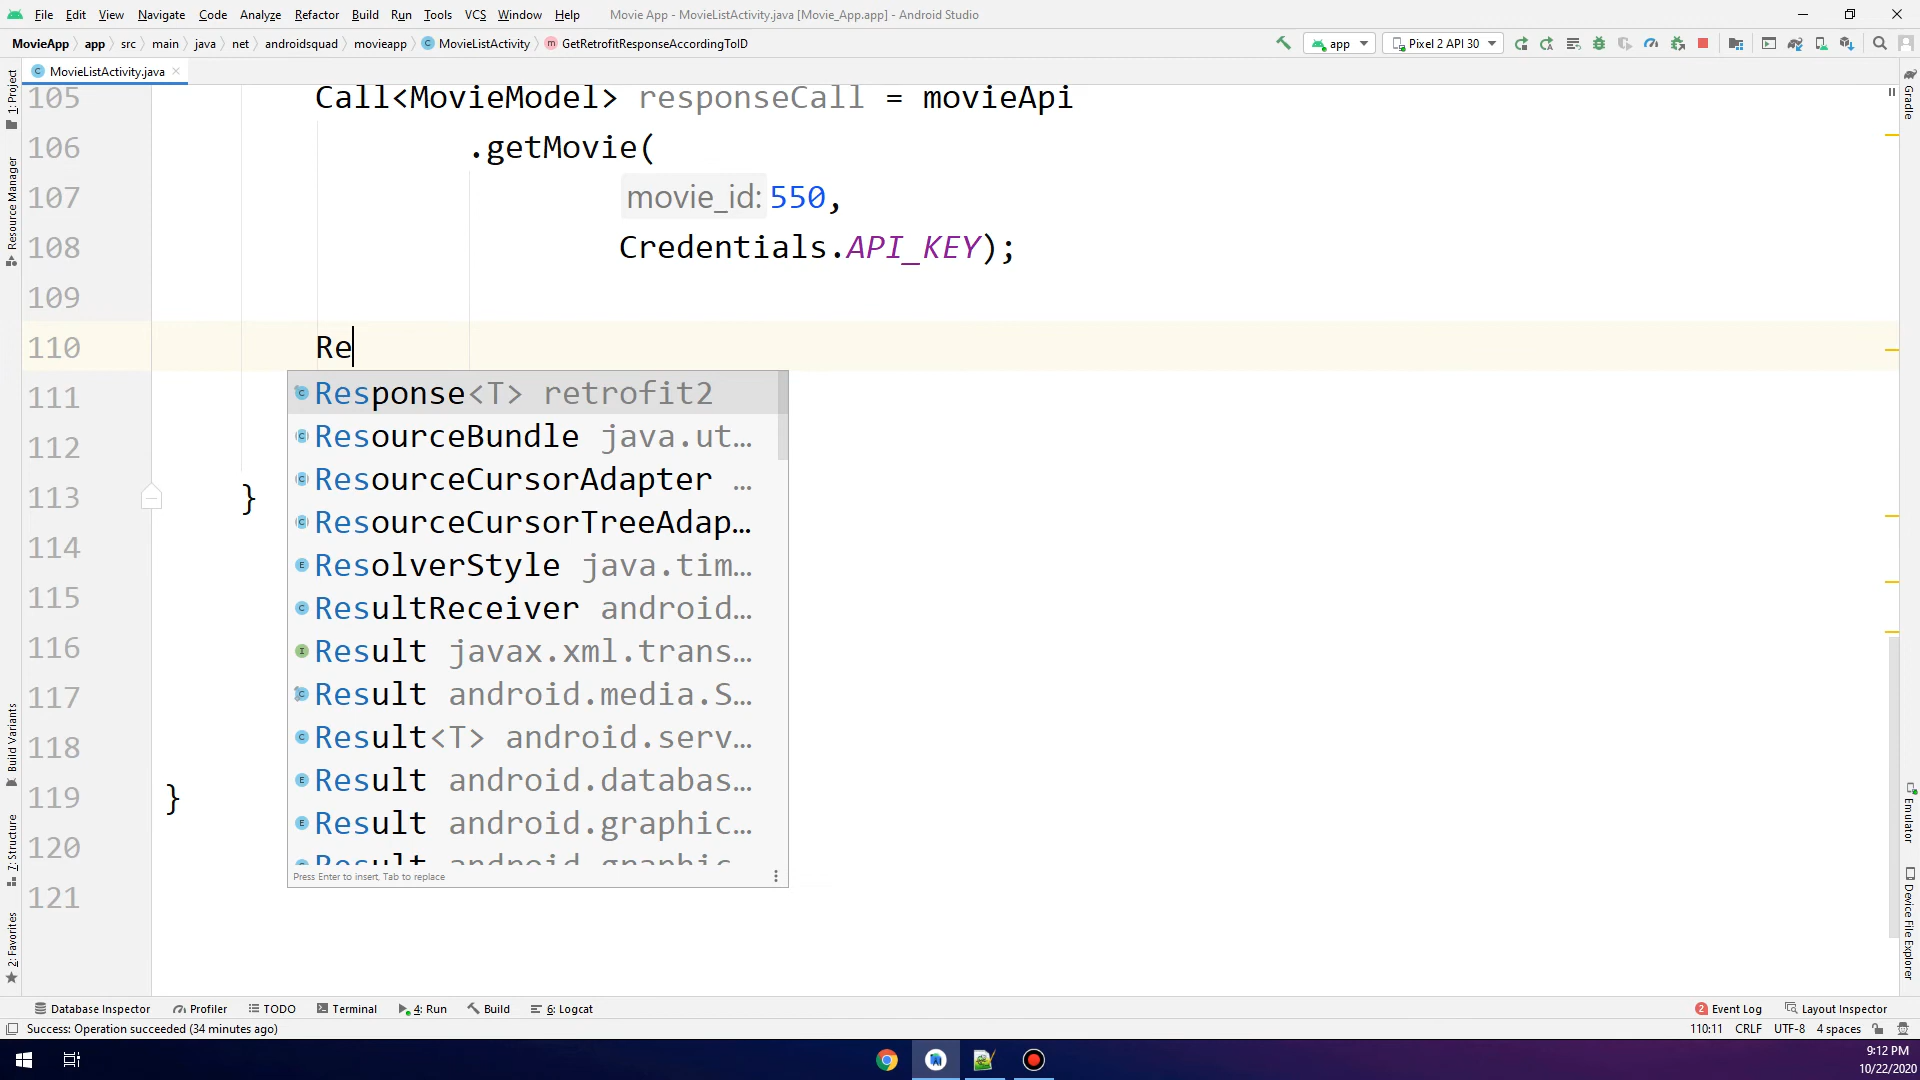 File Edit View Navigate Code Analyze Refactor Build Run Tools VCS Window Help Movie App - MovieListActivity.java [Movie_App.app] - Android Studio
MovieApp app src main java net androidsquad movieapp MovieListActivity GetRetrofitResponseAccordingToID app Pixel 2 API 30
MovieListActivity.java
105 Call<MovieModel> responseCall = movieApi
106 .getMovie(
107 movie_id: 550,
108 Credentials.API_KEY);
109
110 Re
111
112
113 }
114
115
116
117
118
119 }
120
121
Response<T> retrofit2
ResourceBundle java.ut…
ResourceCursorAdapter …
ResourceCursorTreeAdap…
ResolverStyle java.tim…
ResultReceiver android…
Result javax.xml.trans…
Result android.media.S…
Result<T> android.serv…
Result android.databas…
Result android.graphic…
Result android.graphic
Press Enter to insert, Tab to replace
1: Project
Resource Manager
Build Variants
7: Structure
2: Favorites
Gradle
Emulator
Device File Explorer
Database Inspector Profiler TODO Terminal 4: Run Build 6: Logcat 2 Event Log Layout Inspector
Success: Operation succeeded (34 minutes ago) 110:11 CRLF UTF-8 4 spaces
9:12 PM
10/22/2020